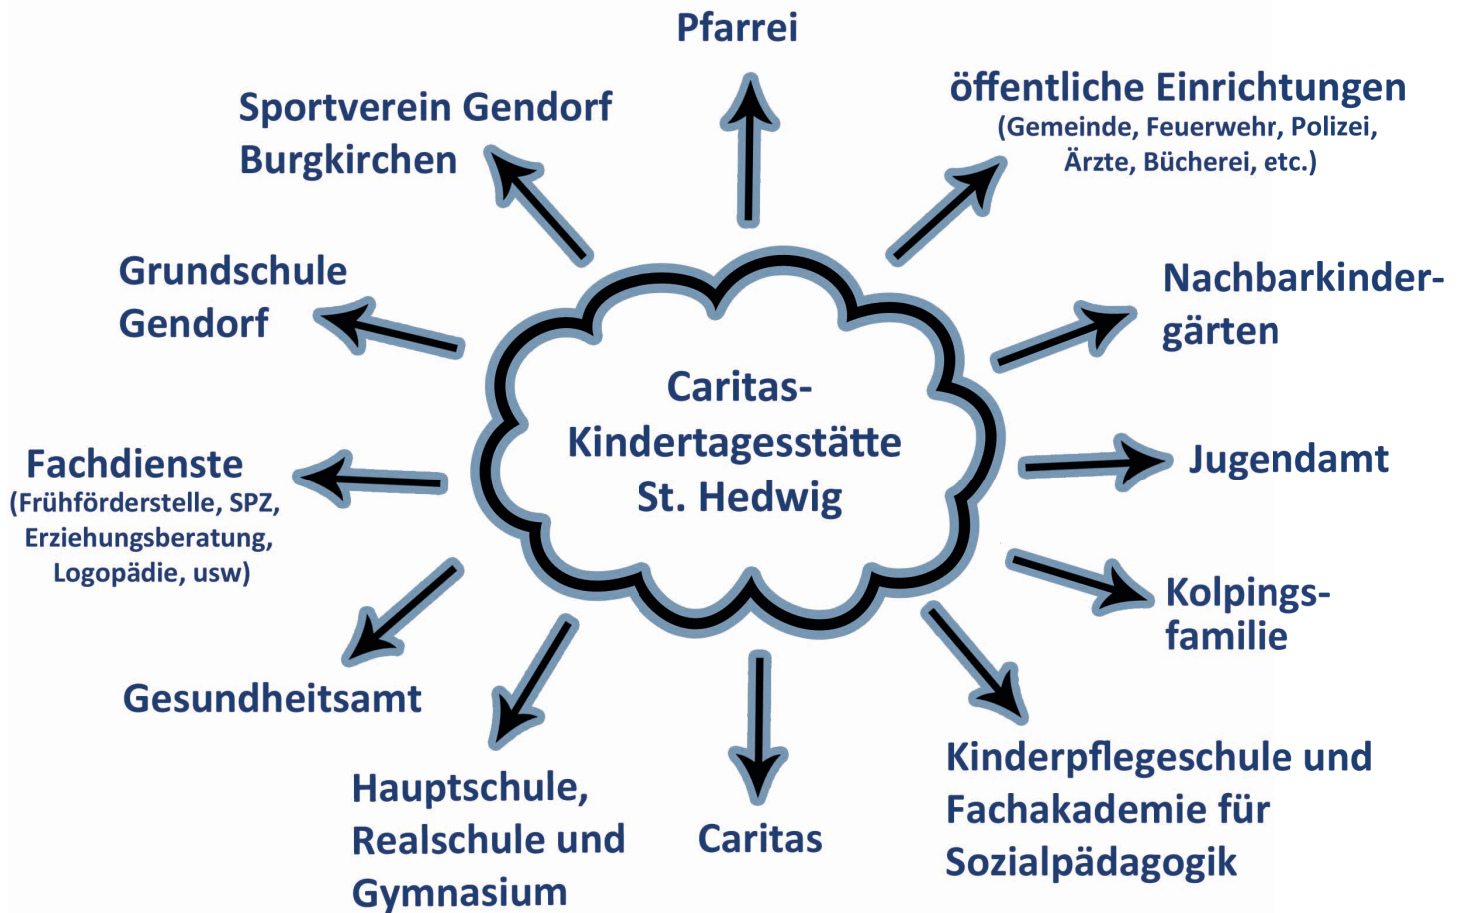 Pfarrei
Sportverein Gendorf
Burgkirchen
öffentliche Einrichtungen
(Gemeinde, Feuerwehr, Polizei,
Ärzte, Bücherei, etc.)
Grundschule
Gendorf
Nachbarkinder-
gärten
Caritas-
Kindertagesstätte
St. Hedwig
Fachdienste
(Frühförderstelle, SPZ,
Erziehungsberatung,
Logopädie, usw)
Jugendamt
Kolpings-
familie
Gesundheitsamt
Hauptschule,
Realschule und
Gymnasium
Caritas
Kinderpflegeschule und
Fachakademie für
Sozialpädagogik